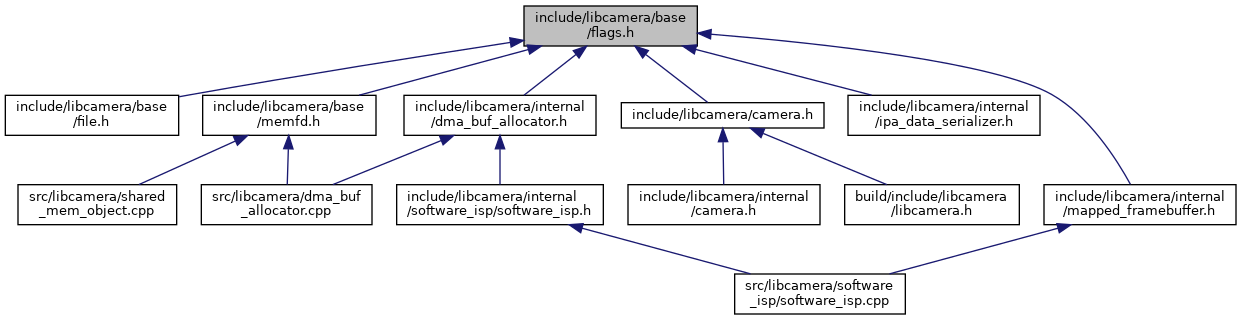 include/libcamera/base
/flags.h
include/libcamera/base
/file.h
include/libcamera/base
/memfd.h
include/libcamera/internal
/dma_buf_allocator.h
include/libcamera/camera.h
include/libcamera/internal
/ipa_data_serializer.h
src/libcamera/shared
_mem_object.cpp
src/libcamera/dma_buf
_allocator.cpp
include/libcamera/internal
/software_isp/software_isp.h
include/libcamera/internal
/camera.h
build/include/libcamera
/libcamera.h
include/libcamera/internal
/mapped_framebuffer.h
src/libcamera/software
_isp/software_isp.cpp